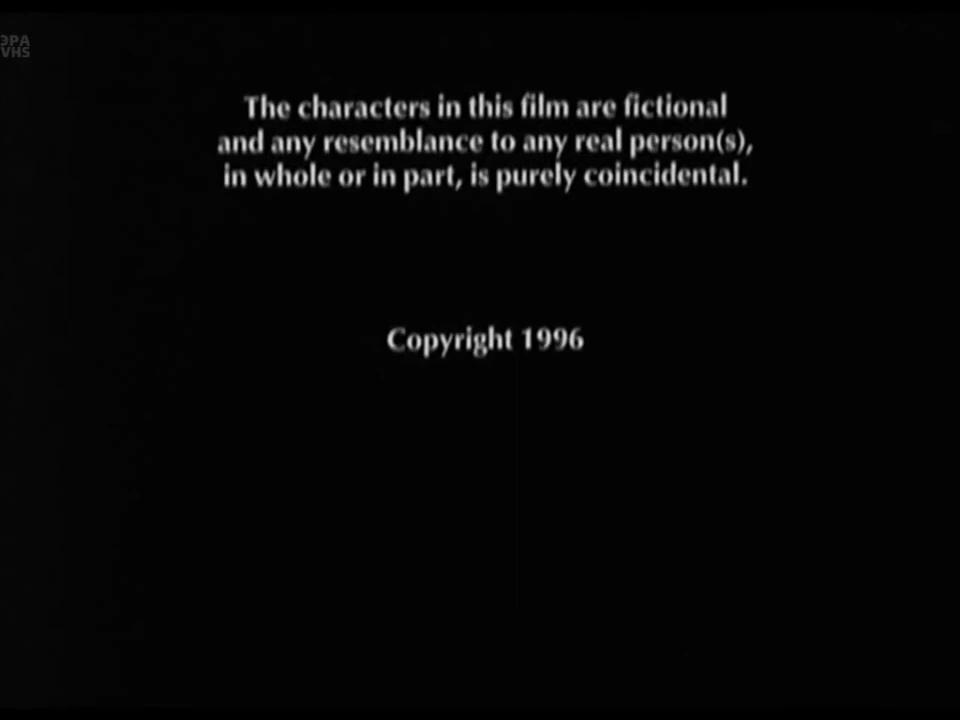 ЭРА
VHS
The characters in this film are fictional
and any resemblance to any real person(s),
in whole or in part, is purely coincidental.
Copyright 1996